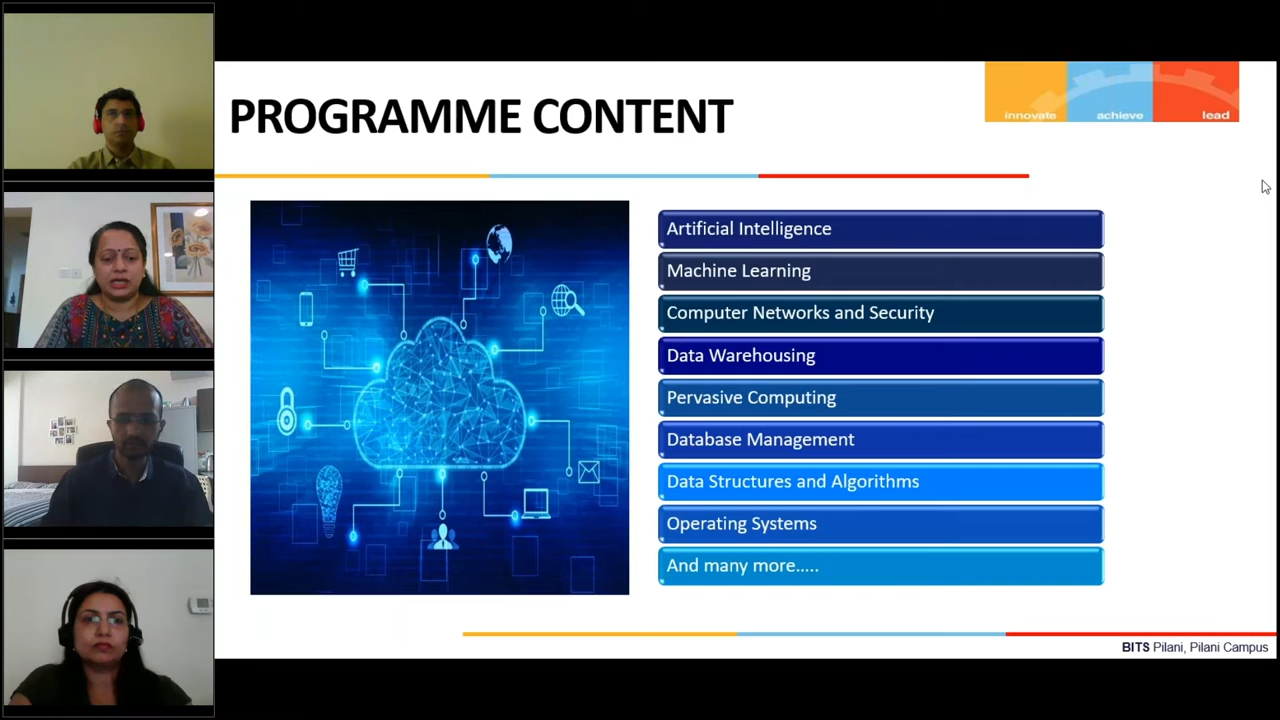 PROGRAMME CONTENT
innovate achieve lead
Artificial Intelligence
Machine Learning
Computer Networks and Security
Data Warehousing
Pervasive Computing
Database Management
Data Structures and Algorithms
Operating Systems
And many more.....
BITS Pilani, Pilani Campus